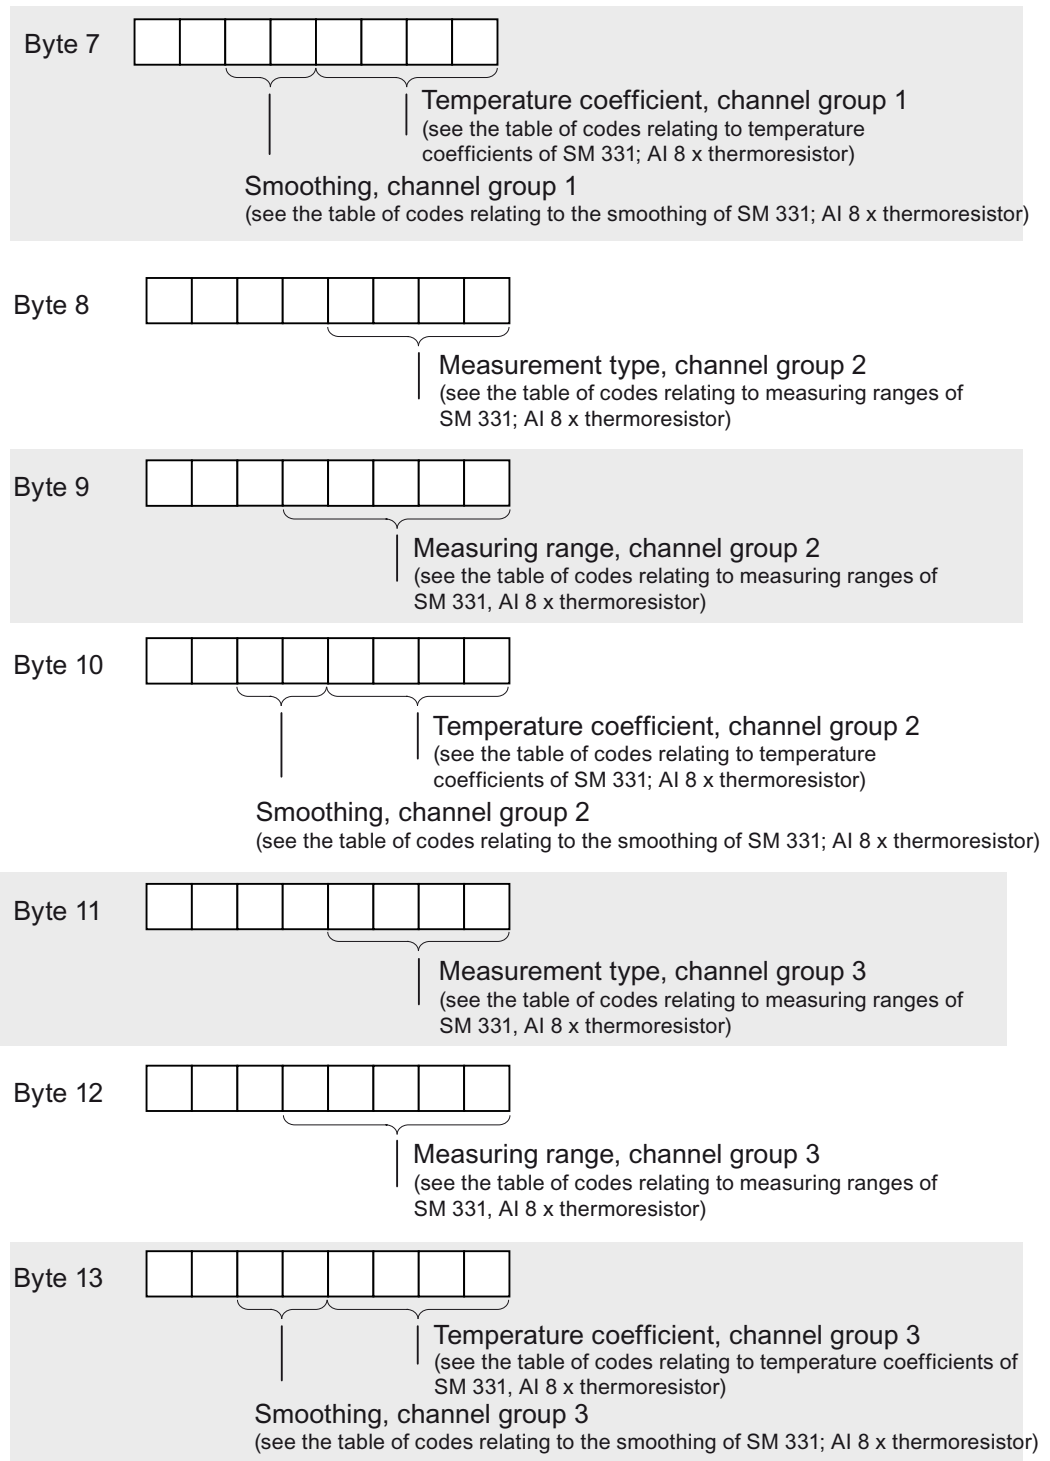 Byte 7
Temperature coefficient, channel group 1
(see the table of codes relating to temperature
coefficients of SM 331; AI 8 x thermoresistor)
Smoothing, channel group 1
(see the table of codes relating to the smoothing of SM 331; AI 8 x thermoresistor)
Byte 8
Measurement type, channel group 2
(see the table of codes relating to measuring ranges of
SM 331; AI 8 x thermoresistor)
Byte 9
Measuring range, channel group 2
(see the table of codes relating to measuring ranges of
SM 331, AI 8 x thermoresistor)
Byte 10
Temperature coefficient, channel group 2
(see the table of codes relating to temperature
coefficients of SM 331; AI 8 x thermoresistor)
Smoothing, channel group 2
(see the table of codes relating to the smoothing of SM 331; AI 8 x thermoresistor)
Byte 11
Measurement type, channel group 3
(see the table of codes relating to measuring ranges of
SM 331, AI 8 x thermoresistor)
Byte 12
Measuring range, channel group 3
(see the table of codes relating to measuring ranges of
SM 331, AI 8 x thermoresistor)
Byte 13
Temperature coefficient, channel group 3
(see the table of codes relating to temperature coefficients of
SM 331, AI 8 x thermoresistor)
Smoothing, channel group 3
(see the table of codes relating to the smoothing of SM 331; AI 8 x thermoresistor)